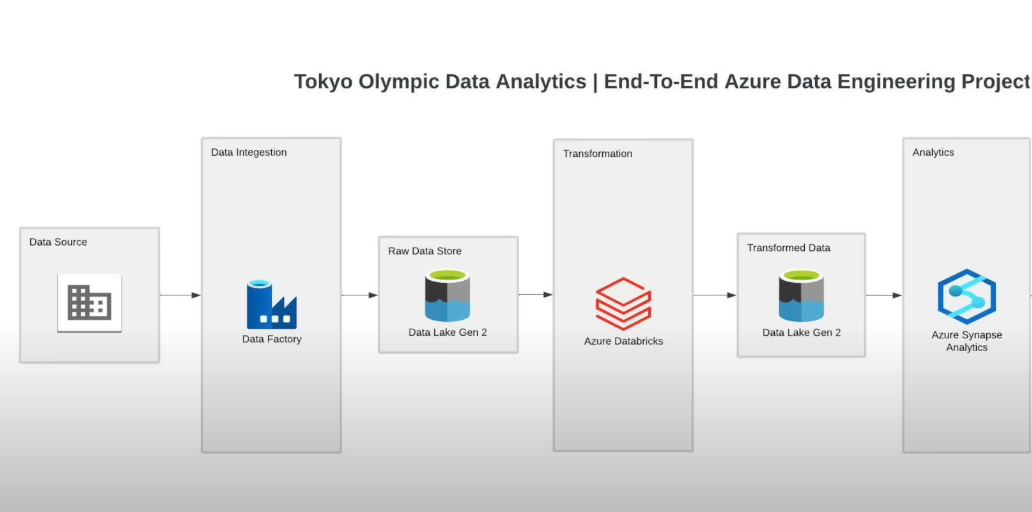 Tokyo Olympic Data Analytics | End-To-End Azure Data Engineering Project
Data Source
Data Integestion
Data Factory
Raw Data Store
Data Lake Gen 2
Transformation
Azure Databricks
Transformed Data
Data Lake Gen 2
Analytics
Azure Synapse
Analytics